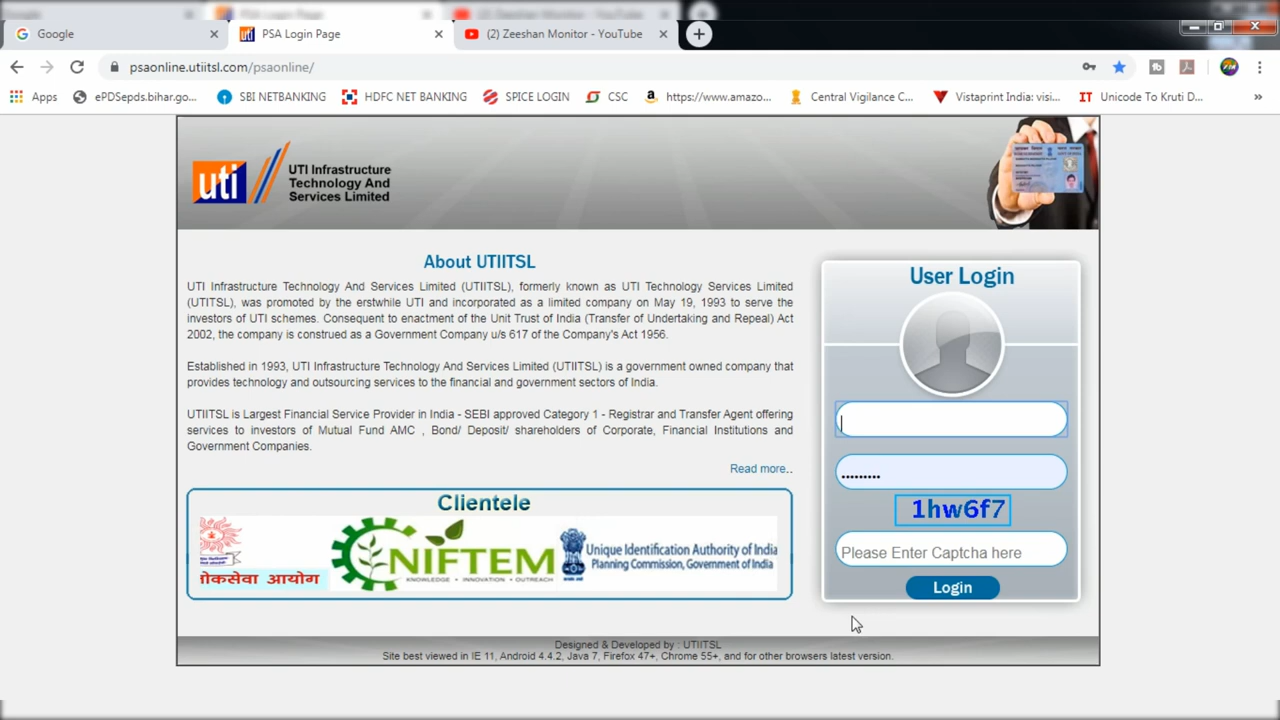 Google
PSA Login Page
(2) Zeeshan Monitor - YouTube
psaonline.utiitsl.com/psaonline/
Apps
ePDSepds.bihar.go...
SBI NETBANKING
HDFC NET BANKING
SPICE LOGIN
CSC
https://www.amazo...
Central Vigilance C...
Vistaprint India: visi...
IT Unicode To Kruti D...
uti
UTI Infrastructure
Technology And
Services Limited
About UTIITSL
UTI Infrastructure Technology And Services Limited (UTIITSL), formerly known as UTI Technology Services Limited
(UTITSL), was promoted by the erstwhile UTI and incorporated as a limited company on May 19, 1993 to serve the
investors of UTI schemes. Consequent to enactment of the Unit Trust of India (Transfer of Undertaking and Repeal) Act
2002, the company is construed as a Government Company u/s 617 of the Company's Act 1956.
Established in 1993, UTI Infrastructure Technology And Services Limited (UTIITSL) is a government owned company that
provides technology and outsourcing services to the financial and government sectors of India.
UTIITSL is Largest Financial Service Provider in India - SEBI approved Category 1 - Registrar and Transfer Agent offering
services to investors of Mutual Fund AMC , Bond/ Deposit/ shareholders of Corporate, Financial Institutions and
Government Companies.
Read more..
Clientele
लोकसेवा आयोग
NIFTEM
KNOWLEDGE • INNOVATION • OUTREACH
Unique Identification Authority of India
Planning Commission, Government of India
User Login
.........
1hw6f7
Please Enter Captcha here
Login
Designed & Developed by : UTIITSL
Site best viewed in IE 11, Android 4.4.2, Java 7, Firefox 47+, Chrome 55+, and for other browsers latest version.